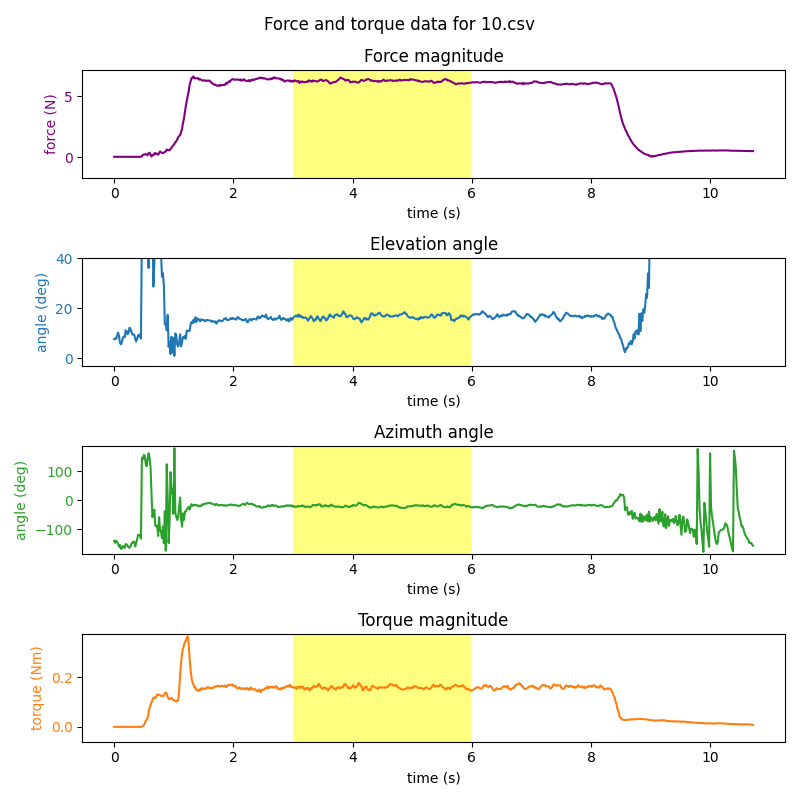 Force and torque data for 10.csv
Force magnitude
force (N)
5
0
0 2 4 6 8 10
time (s)
Elevation angle
angle (deg)
40
20
0
0 2 4 6 8 10
time (s)
Azimuth angle
angle (deg)
100
0
−100
0 2 4 6 8 10
time (s)
Torque magnitude
torque (Nm)
0.2
0.0
0 2 4 6 8 10
time (s)